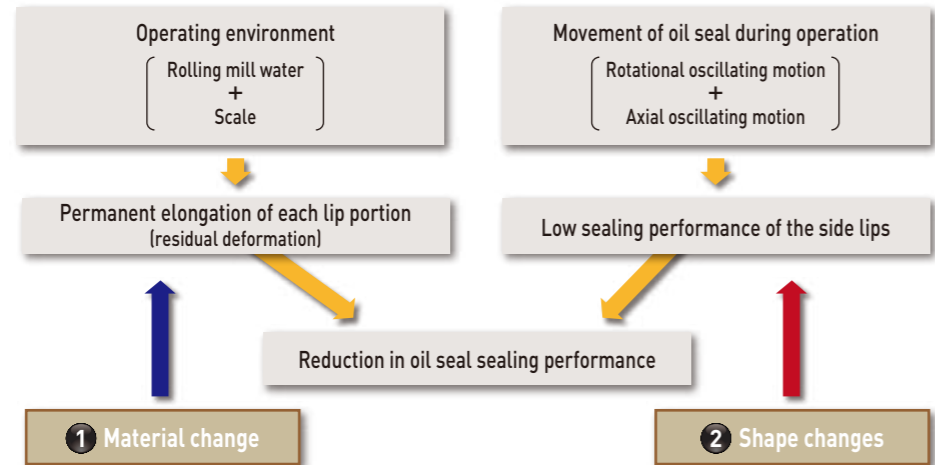 Operating environment
Rolling mill water
+
Scale
Movement of oil seal during operation
Rotational oscillating motion
+
Axial oscillating motion
Permanent elongation of each lip portion
(residual deformation)
Low sealing performance of the side lips
Reduction in oil seal sealing performance
1 Material change
2 Shape changes